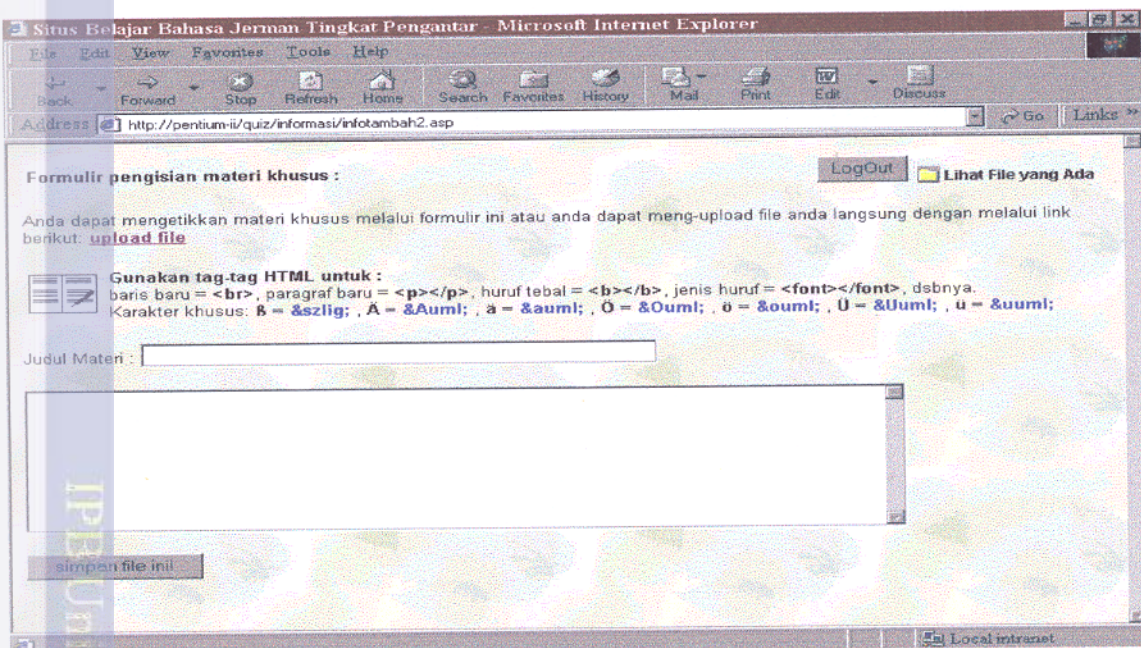 Situs Belajar Bahasa Jerman Tingkat Pengantar - Microsoft Internet Explorer
File Edit View Favorites Tools Help
Back Forward Stop Refresh Home Search Favorites History Mail Print Edit Discuss
Address http://pentium-ii/quiz/informasi/infotambah2.asp Go Links »
Formulir pengisian materi khusus : LogOut Lihat File yang Ada
Anda dapat mengetikkan materi khusus melalui formulir ini atau anda dapat meng-upload file anda langsung dengan melalui link
berikut: upload file
Gunakan tag-tag HTML untuk :
baris baru = <br>, paragraf baru = <p></p>, huruf tebal = <b></b>, jenis huruf = <font></font>, dsbnya.
Karakter khusus: ß = &szlig; , Ä = &Auml; , ä = &auml; , Ö = &Ouml; , ö = &ouml; , Ü = &Uuml; , ü = &uuml;
Judul Materi :
simpan file ini!
Local intranet
IPB Un